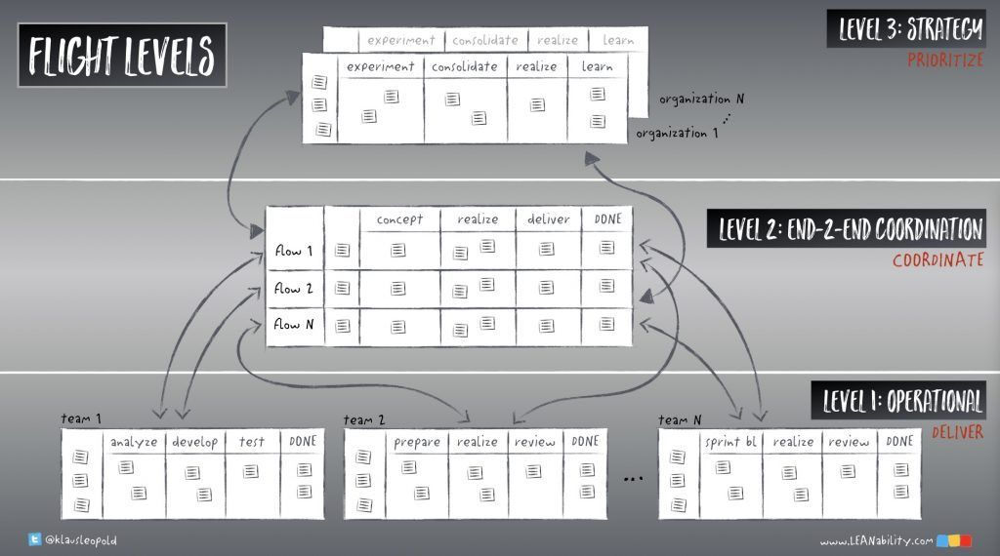 FLIGHT LEVELS
LEVEL 3: STRATEGY
PRIORITIZE
experiment consolidate realize learn
experiment consolidate realize learn
organization N
organization 1
LEVEL 2: END-2-END COORDINATION
COORDINATE
concept realize deliver DONE
flow 1
flow 2
flow N
LEVEL 1: OPERATIONAL
DELIVER
team 1
analyze develop test DONE
team 2
prepare realize review DONE
...
team N
sprint bl realize review DONE
@klausleopold
www.LEANability.com